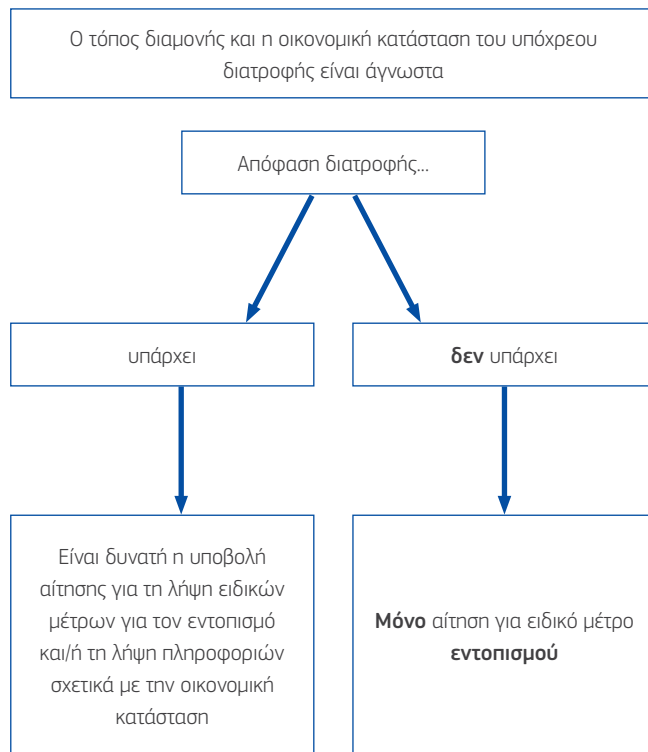 Ο τόπος διαμονής και η οικονομική κατάσταση του υπόχρεου
διατροφής είναι άγνωστα
Απόφαση διατροφής...
υπάρχει
δεν υπάρχει
Είναι δυνατή η υποβολή
αίτησης για τη λήψη ειδικών
μέτρων για τον εντοπισμό
και/ή τη λήψη πληροφοριών
σχετικά με την οικονομική
κατάσταση
Μόνο αίτηση για ειδικό μέτρο
εντοπισμού